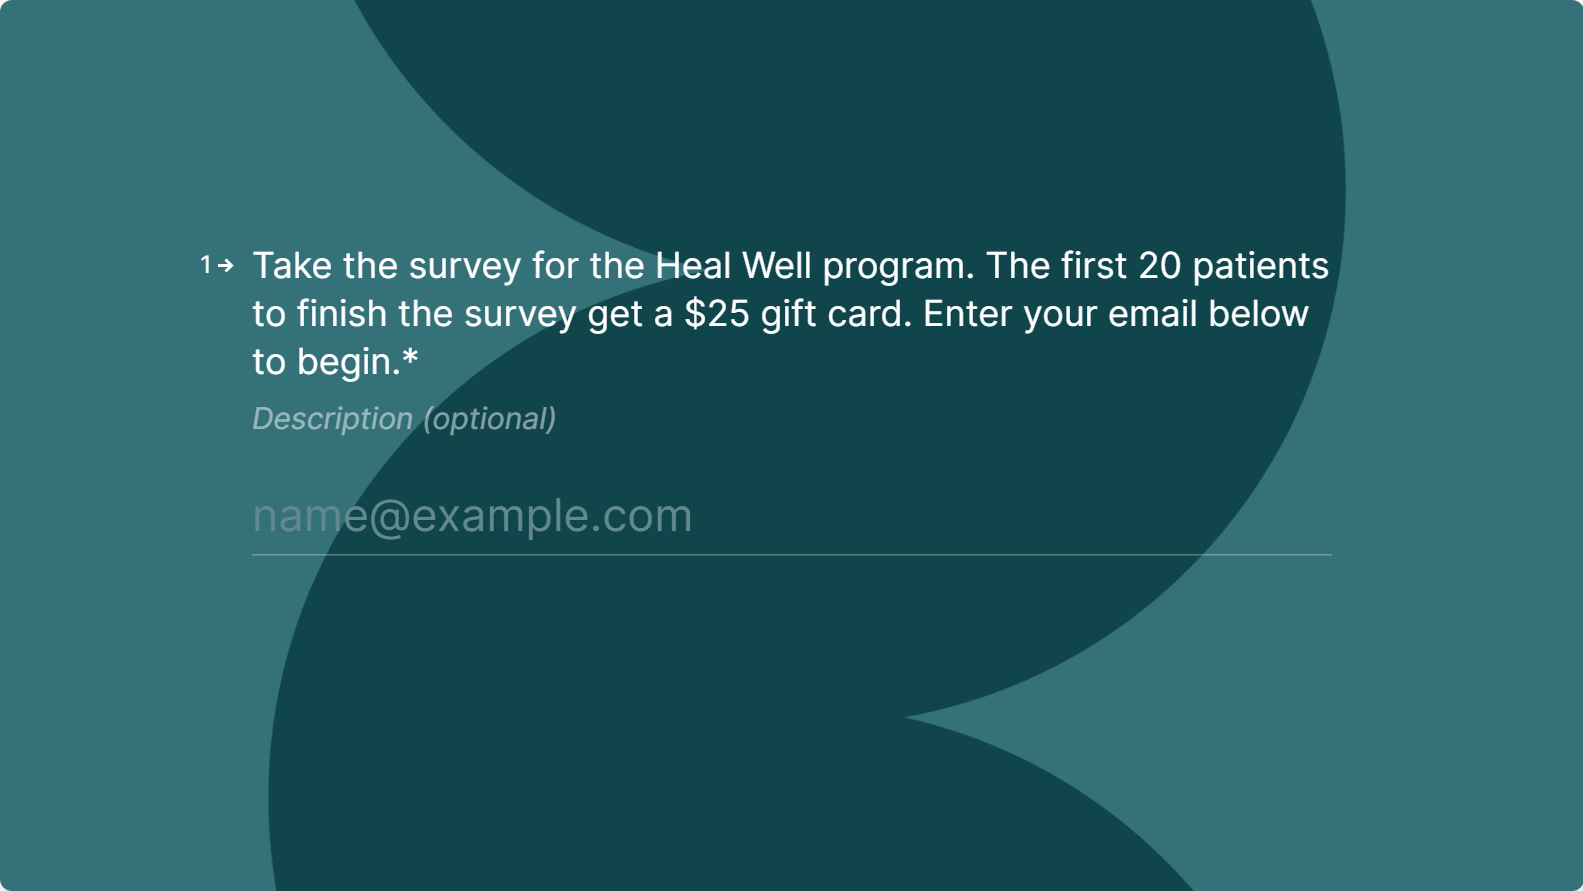 1→ Take the survey for the Heal Well program. The first 20 patients
to finish the survey get a $25 gift card. Enter your email below
to begin.*
Description (optional)
name@example.com